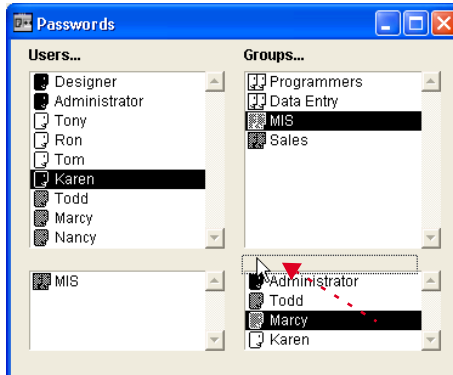 Passwords
Users...
Designer
Administrator
Tony
Ron
Tom
Karen
Todd
Marcy
Nancy
Groups...
Programmers
Data Entry
MIS
Sales
MIS
Administrator
Todd
Marcy
Karen